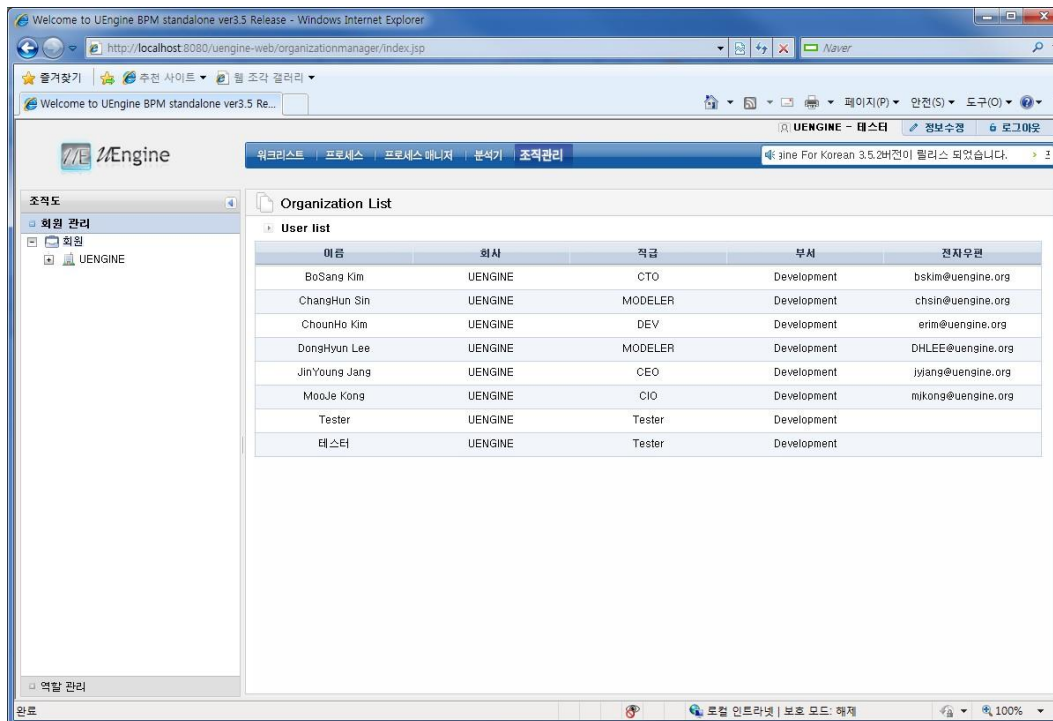 Welcome to UEngine BPM standalone ver3.5 Release - Windows Internet Explorer
http://localhost:8080/uengine-web/organizationmanager/index.jsp
Naver
즐겨찾기 추천 사이트 웹 조각 갤러리
Welcome to UEngine BPM standalone ver3.5 Re...
페이지(P) 안전(S) 도구(O)
UENGINE - 테스터 정보수정 로그아웃
UEngine
워크리스트 프로세스 프로세스 매니저 분석기 조직관리
gine For Korean 3.5.2버전이 릴리스 되었습니다.
조직도
회원 관리
회원
UENGINE
역할 관리
Organization List
User list
이름 회사 직급 부서 전자우편
BoSang Kim UENGINE CTO Development bskim@uengine.org
ChangHun Sin UENGINE MODELER Development chsin@uengine.org
ChounHo Kim UENGINE DEV Development erim@uengine.org
DongHyun Lee UENGINE MODELER Development DHLEE@uengine.org
JinYoung Jang UENGINE CEO Development jyjang@uengine.org
MooJe Kong UENGINE CIO Development mjkong@uengine.org
Tester UENGINE Tester Development
테스터 UENGINE Tester Development
완료
로컬 인트라넷 | 보호 모드: 해제
100%